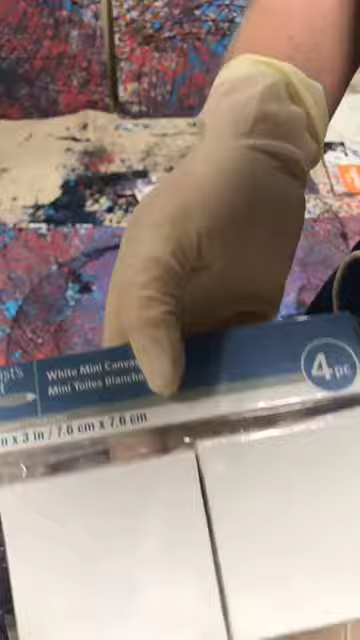 White Mini Canvas
Mini Toiles Blanche
4 pc
x 3 in / 7.6 cm x 7.6 cm